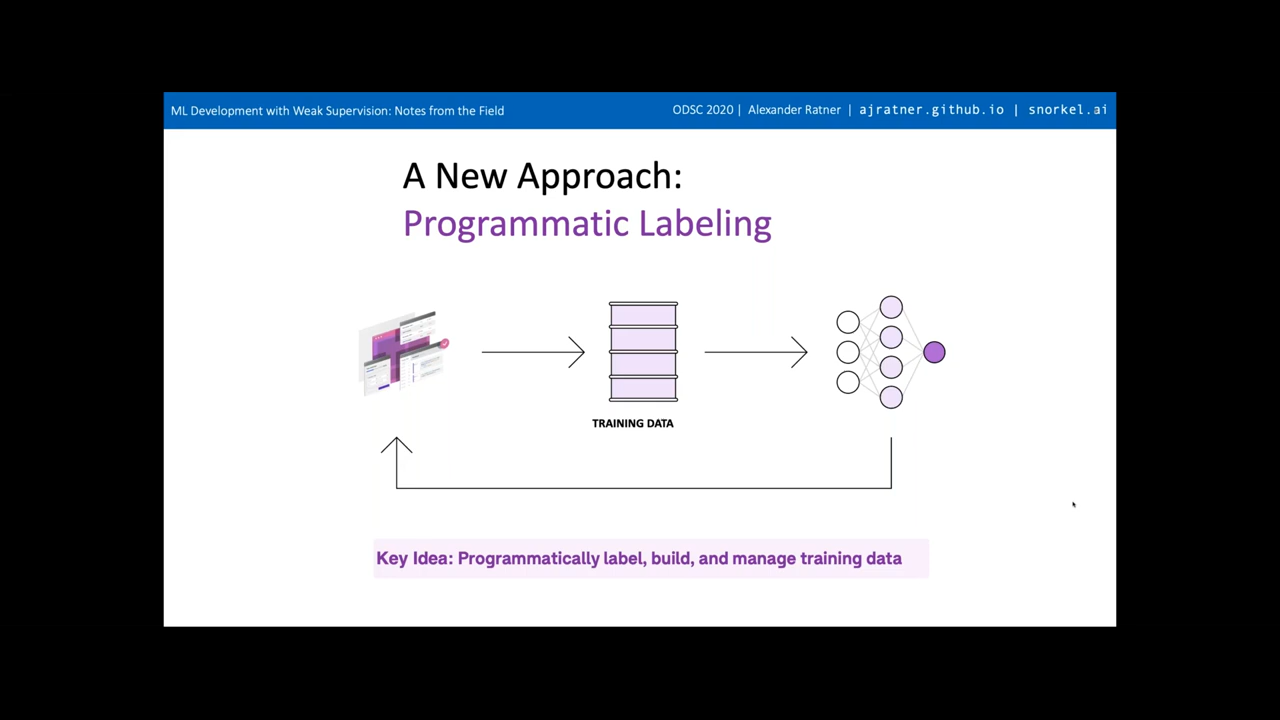 ML Development with Weak Supervision: Notes from the Field
ODSC 2020 | Alexander Ratner | ajratner.github.io | snorkel.ai
A New Approach:
Programmatic Labeling
TRAINING DATA
Key Idea: Programmatically label, build, and manage training data